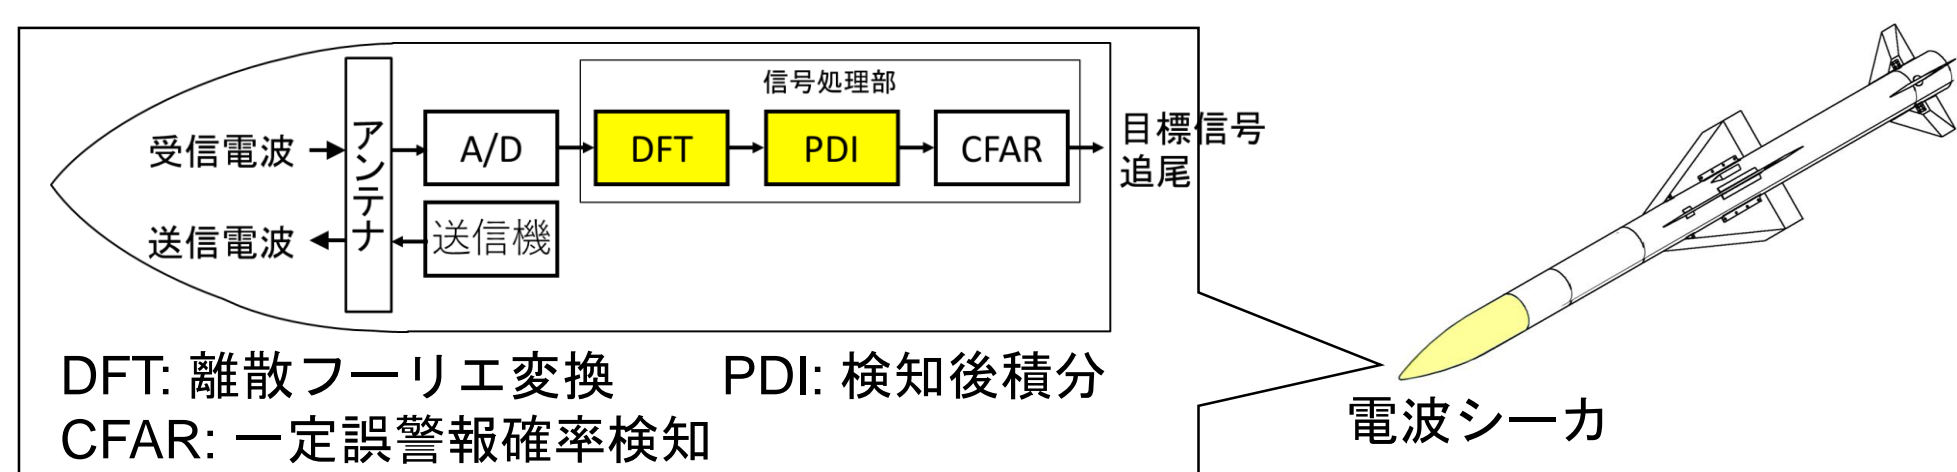 信号処理部
受信電波
アンテナ
A/D
DFT
PDI
CFAR
目標信号
追尾
送信電波
送信機
DFT: 離散フーリエ変換 PDI: 検知後積分
CFAR: 一定誤警報確率検知
電波シーカ